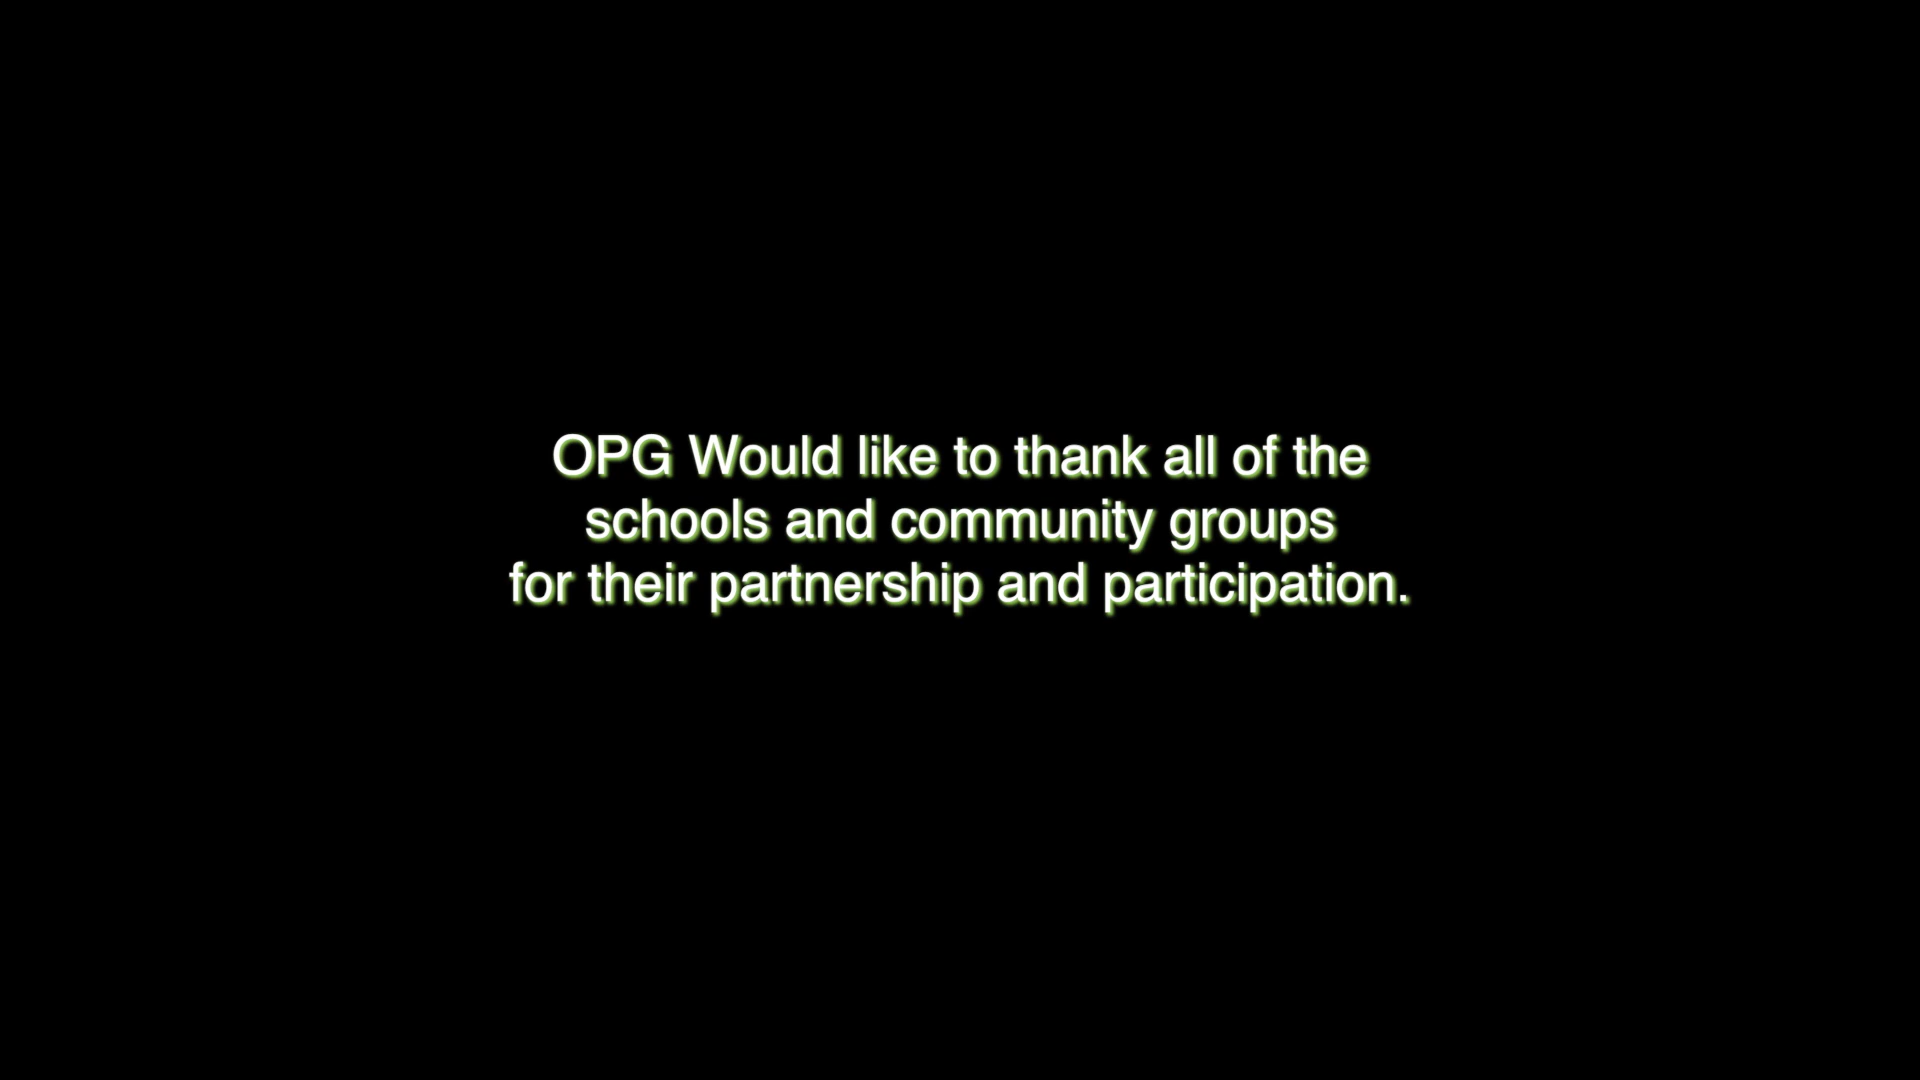 OPG Would like to thank all of the
schools and community groups
for their partnership and participation.